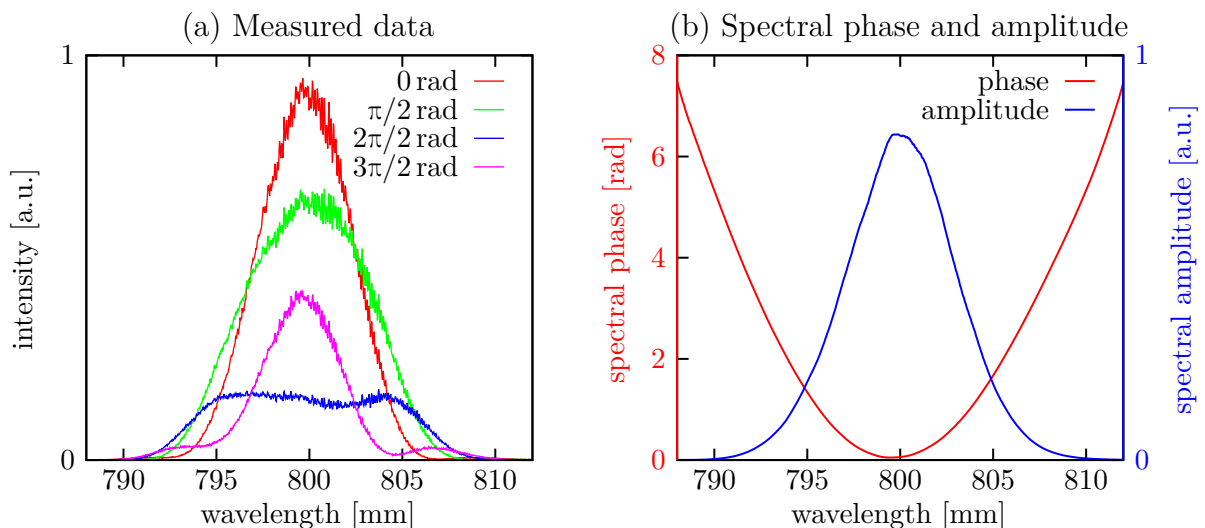 (a) Measured data
1
0
intensity [a. u.]
0 rad
π/2 rad
2π/2 rad
3π/2 rad
790 795 800 805 810
wavelength [mm]
(b) Spectral phase and amplitude
8
6
4
2
0
spectral phase [rad]
phase
amplitude
1
0
spectral amplitude [a.u.]
790 795 800 805 810
wavelength [mm]